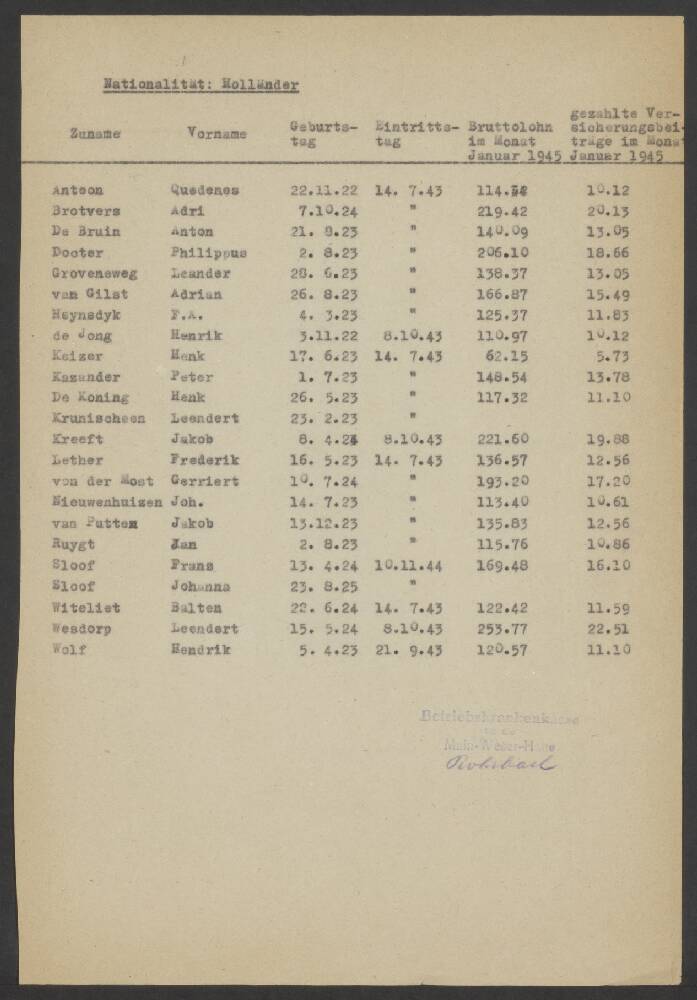 Nationalität: Holländer
Zuname Vorname Geburts- Eintritts- Bruttolohn gezahlte Ver-
tag tag im Monat sicherungsbei-
Januar 1945 träge im Monat
Januar 1945
Anteon Quedenes 22.11.22 14. 7.43 114. 10.12
Brotvers Adri 7.10.24 " 219.42 20.13
De Bruin Anton 21. 8.23 " 140.09 13.05
Docter Philippus 2. 8.23 " 206.10 18.66
Groveneweg Leander 28. 6.23 " 138.37 13.05
van Gilst Adrian 26. 8.23 " 166.87 15.49
Heynsdyk F.A. 4. 3.23 " 125.37 11.83
de Jong Henrik 3.11.22 8.10.43 110.97 10.12
Keizer Henk 17. 6.23 14. 7.43 62.15 5.73
Kazander Peter 1. 7.23 " 148.54 13.78
De Koning Henk 26. 5.23 " 117.32 11.10
Krunischeen Leendert 23. 2.23 "
Kreeft Jakob 8. 4.24 8.10.43 221.60 19.88
Lether Frederik 16. 5.23 14. 7.43 136.57 12.56
von der Most Gerriert 10. 7.24 " 193.20 17.20
Nieuwenhuizen Joh. 14. 7.23 " 113.40 10.61
van Putten Jakob 13.12.23 " 135.83 12.56
Ruygt Jan 2. 8.23 " 115.76 10.86
Sloof Frans 13. 4.24 10.11.44 169.48 16.10
Sloof Johanna 23. 8.25 "
Witeliet Balten 22. 6.24 14. 7.43 122.42 11.59
Wesdorp Leendert 15. 5.24 8.10.43 253.77 22.51
Wolf Hendrik 5. 4.23 21. 9.43 120.57 11.10
Betriebskrankenkasse
Main-Weser-Hütte